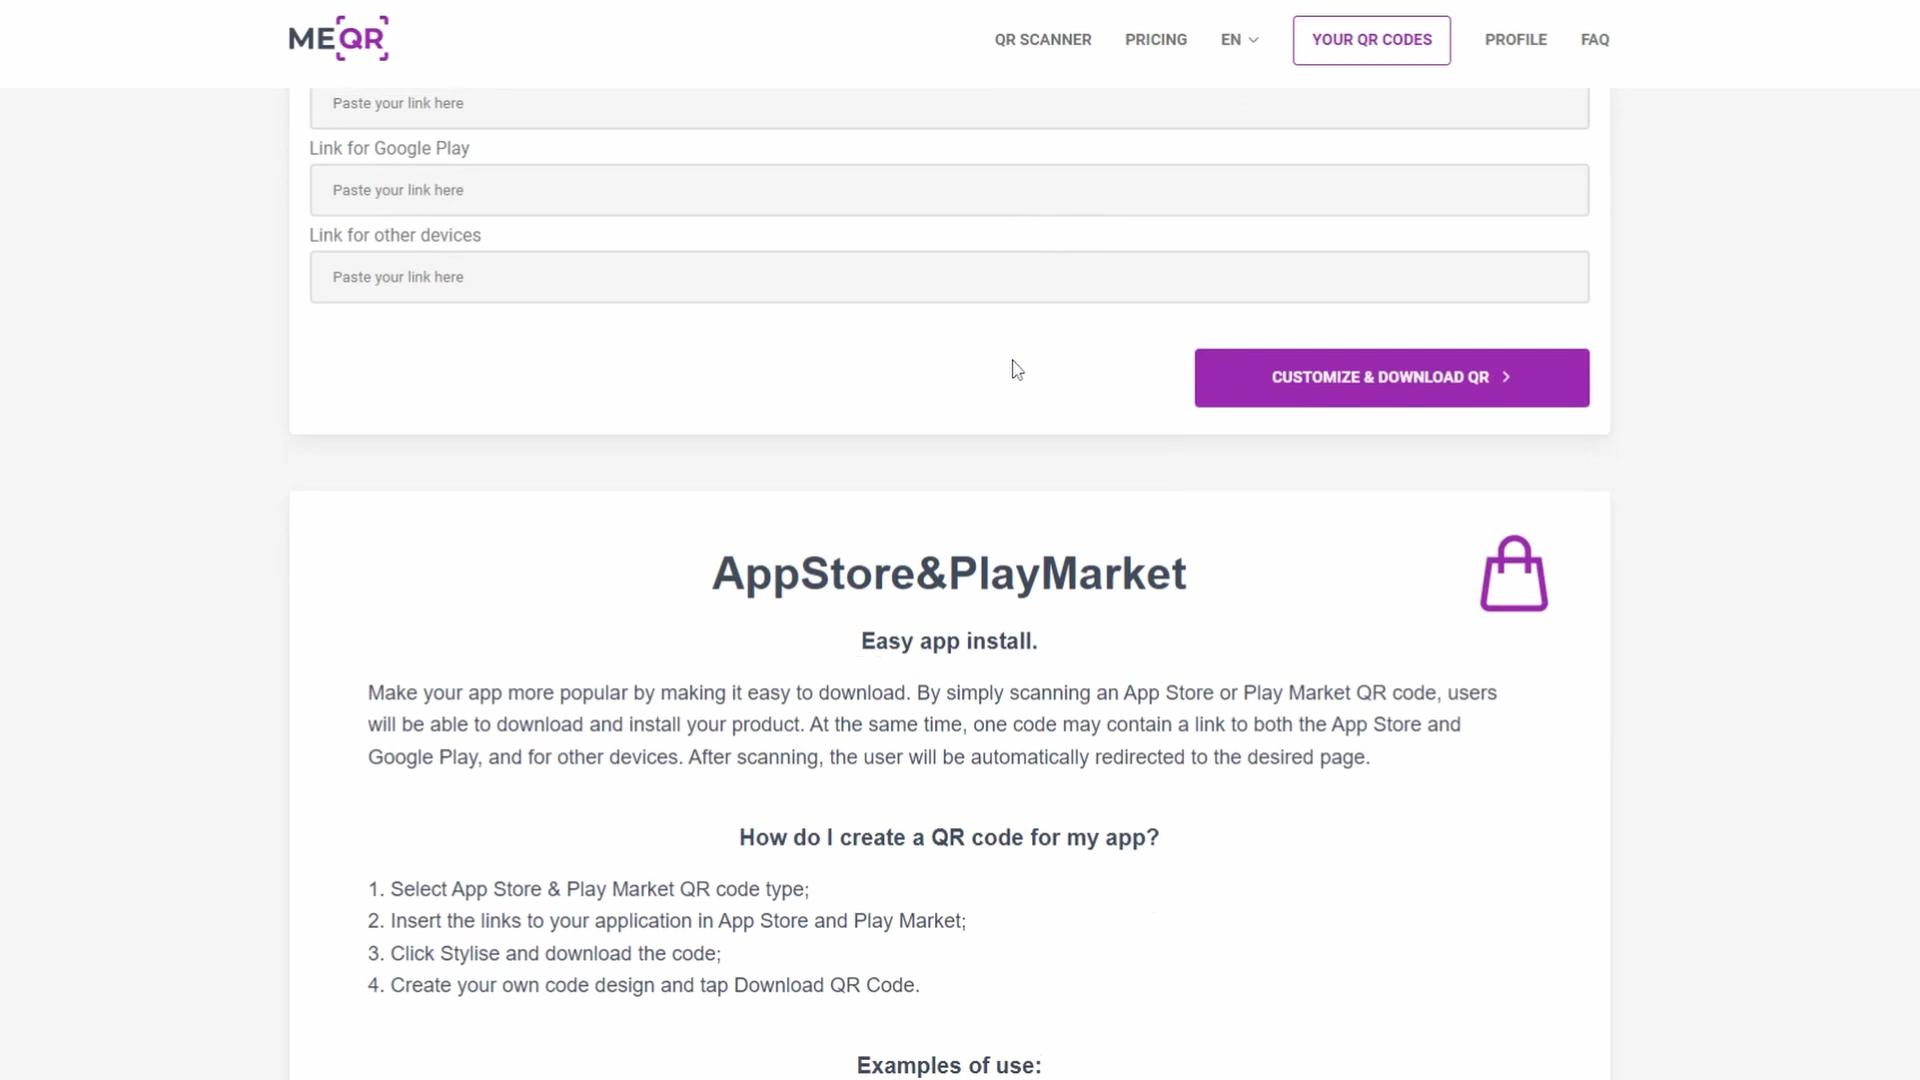 MEQR
QR SCANNER
PRICING
EN
YOUR QR CODES
PROFILE
FAQ
Paste your link here
Link for Google Play
Paste your link here
Link for other devices
Paste your link here
CUSTOMIZE & DOWNLOAD QR
AppStore&PlayMarket
Easy app install.
Make your app more popular by making it easy to download. By simply scanning an App Store or Play Market QR code, users
will be able to download and install your product. At the same time, one code may contain a link to both the App Store and
Google Play, and for other devices. After scanning, the user will be automatically redirected to the desired page.
How do I create a QR code for my app?
1. Select App Store & Play Market QR code type;
2. Insert the links to your application in App Store and Play Market;
3. Click Stylise and download the code;
4. Create your own code design and tap Download QR Code.
Examples of use: